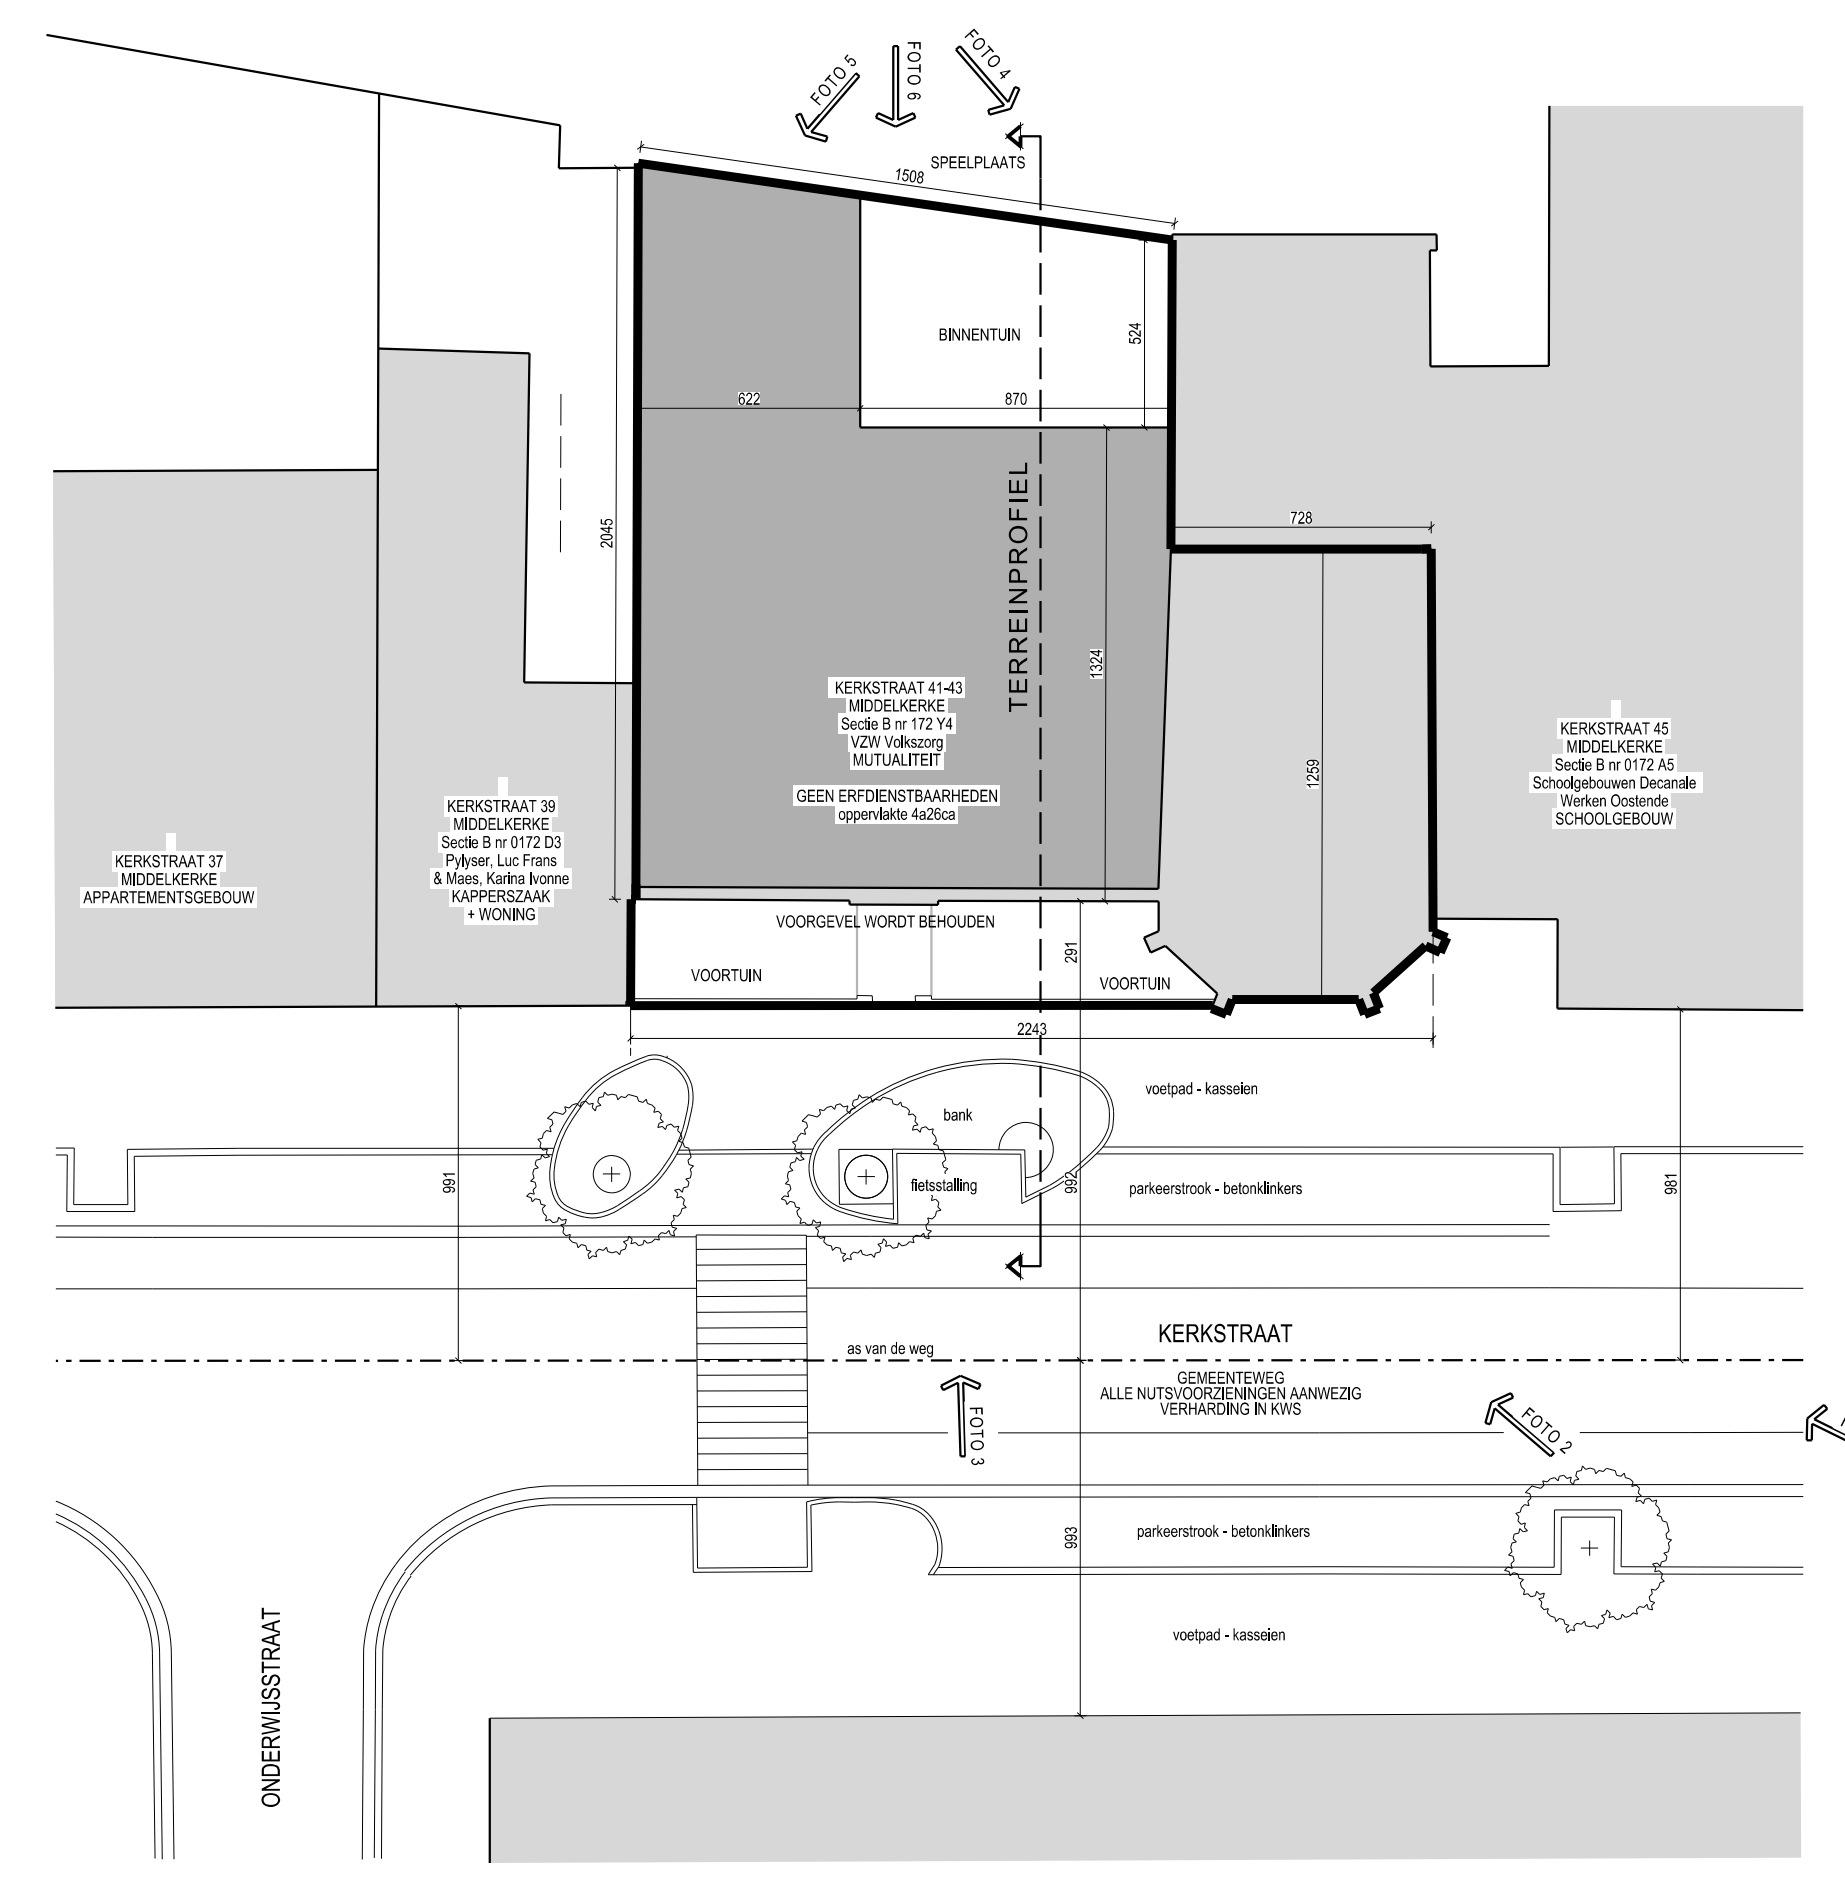 FOTO 5
FOTO 6
FOTO 4
SPEELPLAATS
1508
BINNENTUIN
524
622
870
2045
TERREINPROFIEL
728
1324
1259
KERKSTRAAT 41-43
MIDDELKERKE
Sectie B nr 172 Y4
VZW Volkszorg
MUTUALITEIT
GEEN ERFDIENSTBAARHEDEN
oppervlakte 4a26ca
KERKSTRAAT 45
MIDDELKERKE
Sectie B nr 0172 A5
Schoolgebouwen Decanale
Werken Oostende
SCHOOLGEBOUW
KERKSTRAAT 39
MIDDELKERKE
Sectie B nr 0172 D3
Pylyser, Luc Frans
& Maes, Karina Ivonne
KAPPERSZAAK
+ WONING
KERKSTRAAT 37
MIDDELKERKE
APPARTEMENTSGEBOUW
VOORGEVEL WORDT BEHOUDEN
291
VOORTUIN
VOORTUIN
2243
voetpad - kasseien
bank
fietsstalling
991
992
parkeerstrook - betonklinkers
981
KERKSTRAAT
as van de weg
GEMEENTEWEG
ALLE NUTSVOORZIENINGEN AANWEZIG
VERHARDING IN KWS
FOTO 3
FOTO 2
993
parkeerstrook - betonklinkers
voetpad - kasseien
ONDERWIJSSTRAAT